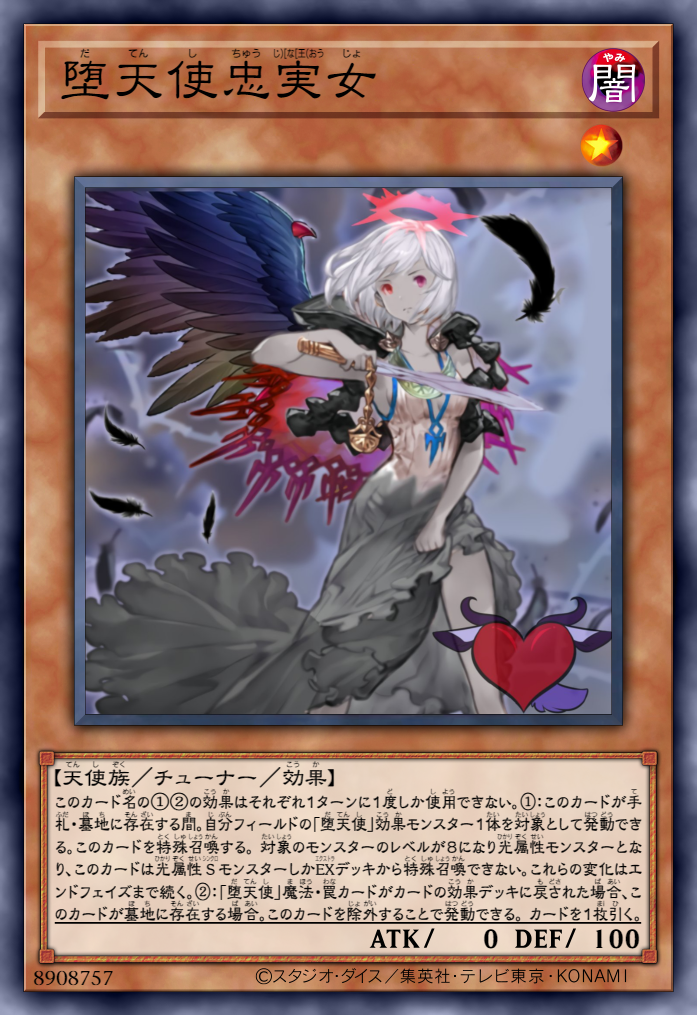 堕天使忠実女
闇
やみ
【天使族／チューナー／効果】
このカード名の①②の効果はそれぞれ1ターンに1度しか使用できない。①：このカードが手
札・墓地に存在する間。自分フィールドの「堕天使」効果モンスター1体を対象として発動でき
る。このカードを特殊召喚する。対象のモンスターのレベルが8になり光属性モンスターとな
り、このカードは光属性SモンスターしかEXデッキから特殊召喚できない。これらの変化はエ
ンドフェイズまで続く。②：「堕天使」魔法・罠カードがカードの効果デッキに戻された場合、こ
のカードが墓地に存在する場合。このカードを除外することで発動できる。カードを1枚引く。
ATK/ 0 DEF/ 100
8908757
©スタジオ・ダイス／集英社・テレビ東京・KONAMI